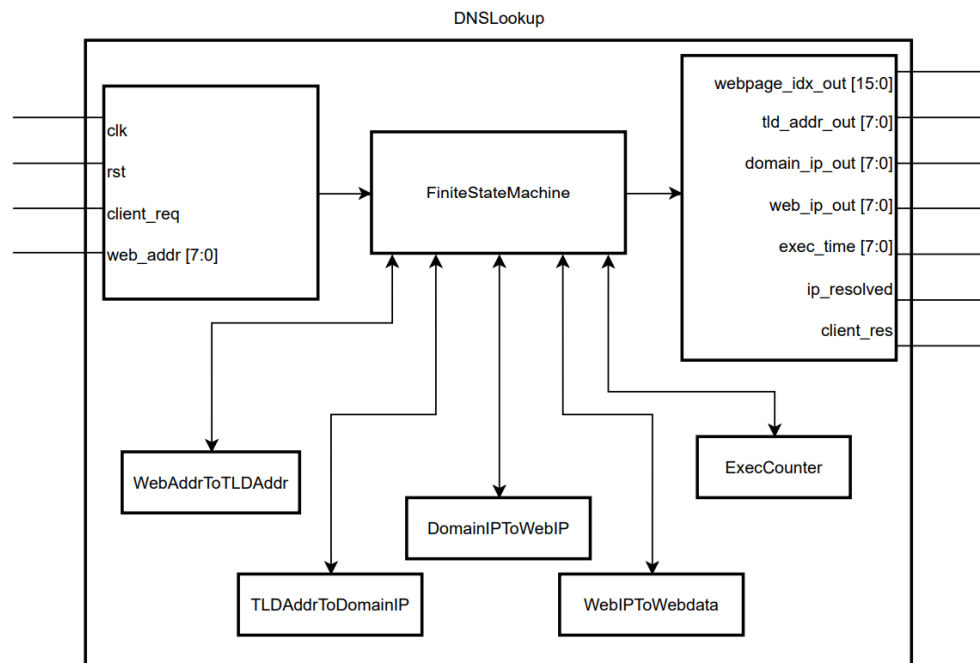 DNSLookup
clk
rst
client_req
web_addr [7:0]
FiniteStateMachine
webpage_idx_out [15:0]
tld_addr_out [7:0]
domain_ip_out [7:0]
web_ip_out [7:0]
exec_time [7:0]
ip_resolved
client_res
WebAddrToTLDAddr
TLDAddrToDomainIP
DomainIPToWebIP
WebIPToWebdata
ExecCounter